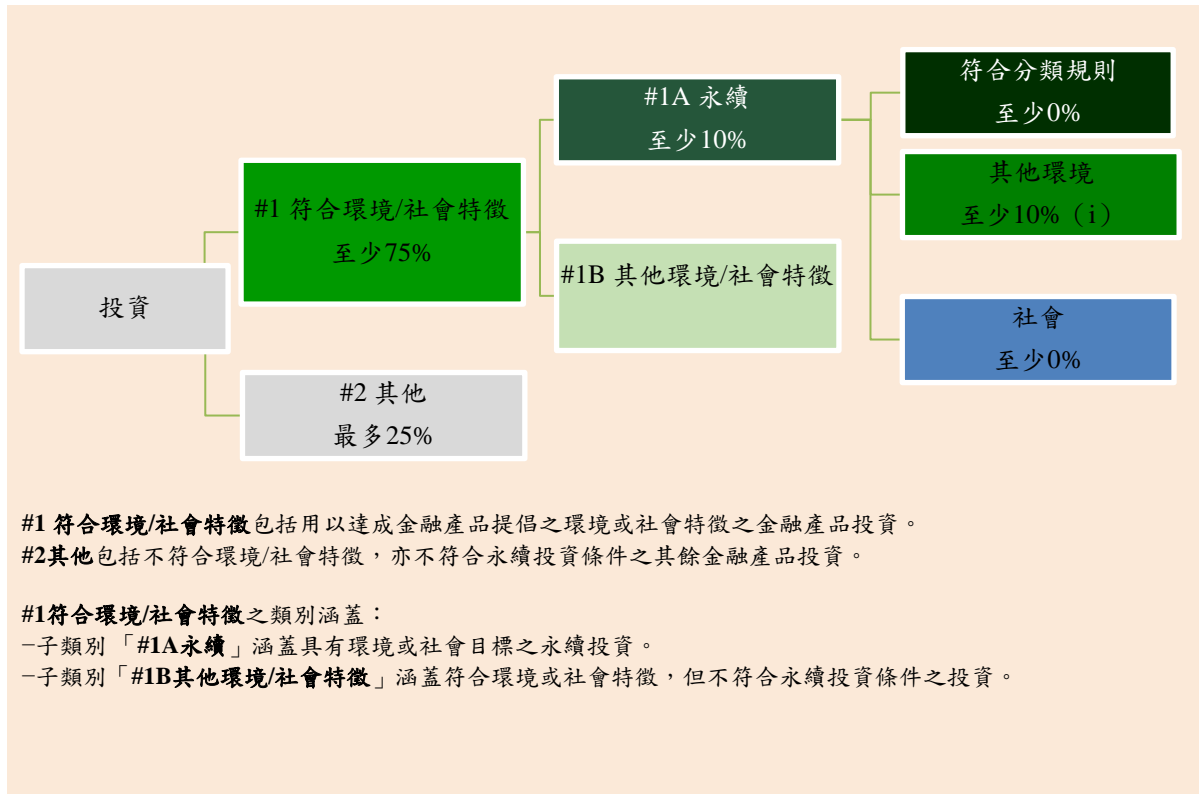 投資
#1 符合環境/社會特徵
至少75%
#2 其他
最多25%
#1A 永續
至少10%
#1B 其他環境/社會特徵
符合分類規則
至少0%
其他環境
至少10%（i）
社會
至少0%
#1 符合環境/社會特徵包括用以達成金融產品提倡之環境或社會特徵之金融產品投資。
#2其他包括不符合環境/社會特徵，亦不符合永續投資條件之其餘金融產品投資。
#1符合環境/社會特徵之類別涵蓋：
–子類別「#1A永續」涵蓋具有環境或社會目標之永續投資。
–子類別「#1B其他環境/社會特徵」涵蓋符合環境或社會特徵，但不符合永續投資條件之投資。